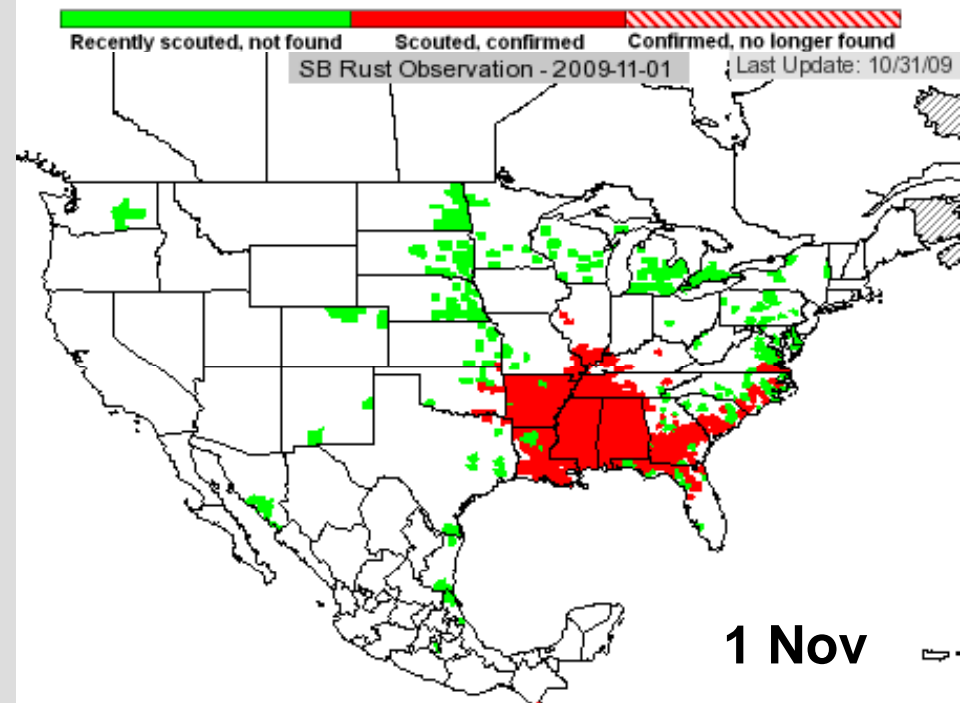 Recently scouted, not found Scouted, confirmed Confirmed, no longer found
SB Rust Observation - 2009-11-01 Last Update: 10/31/09
1 Nov